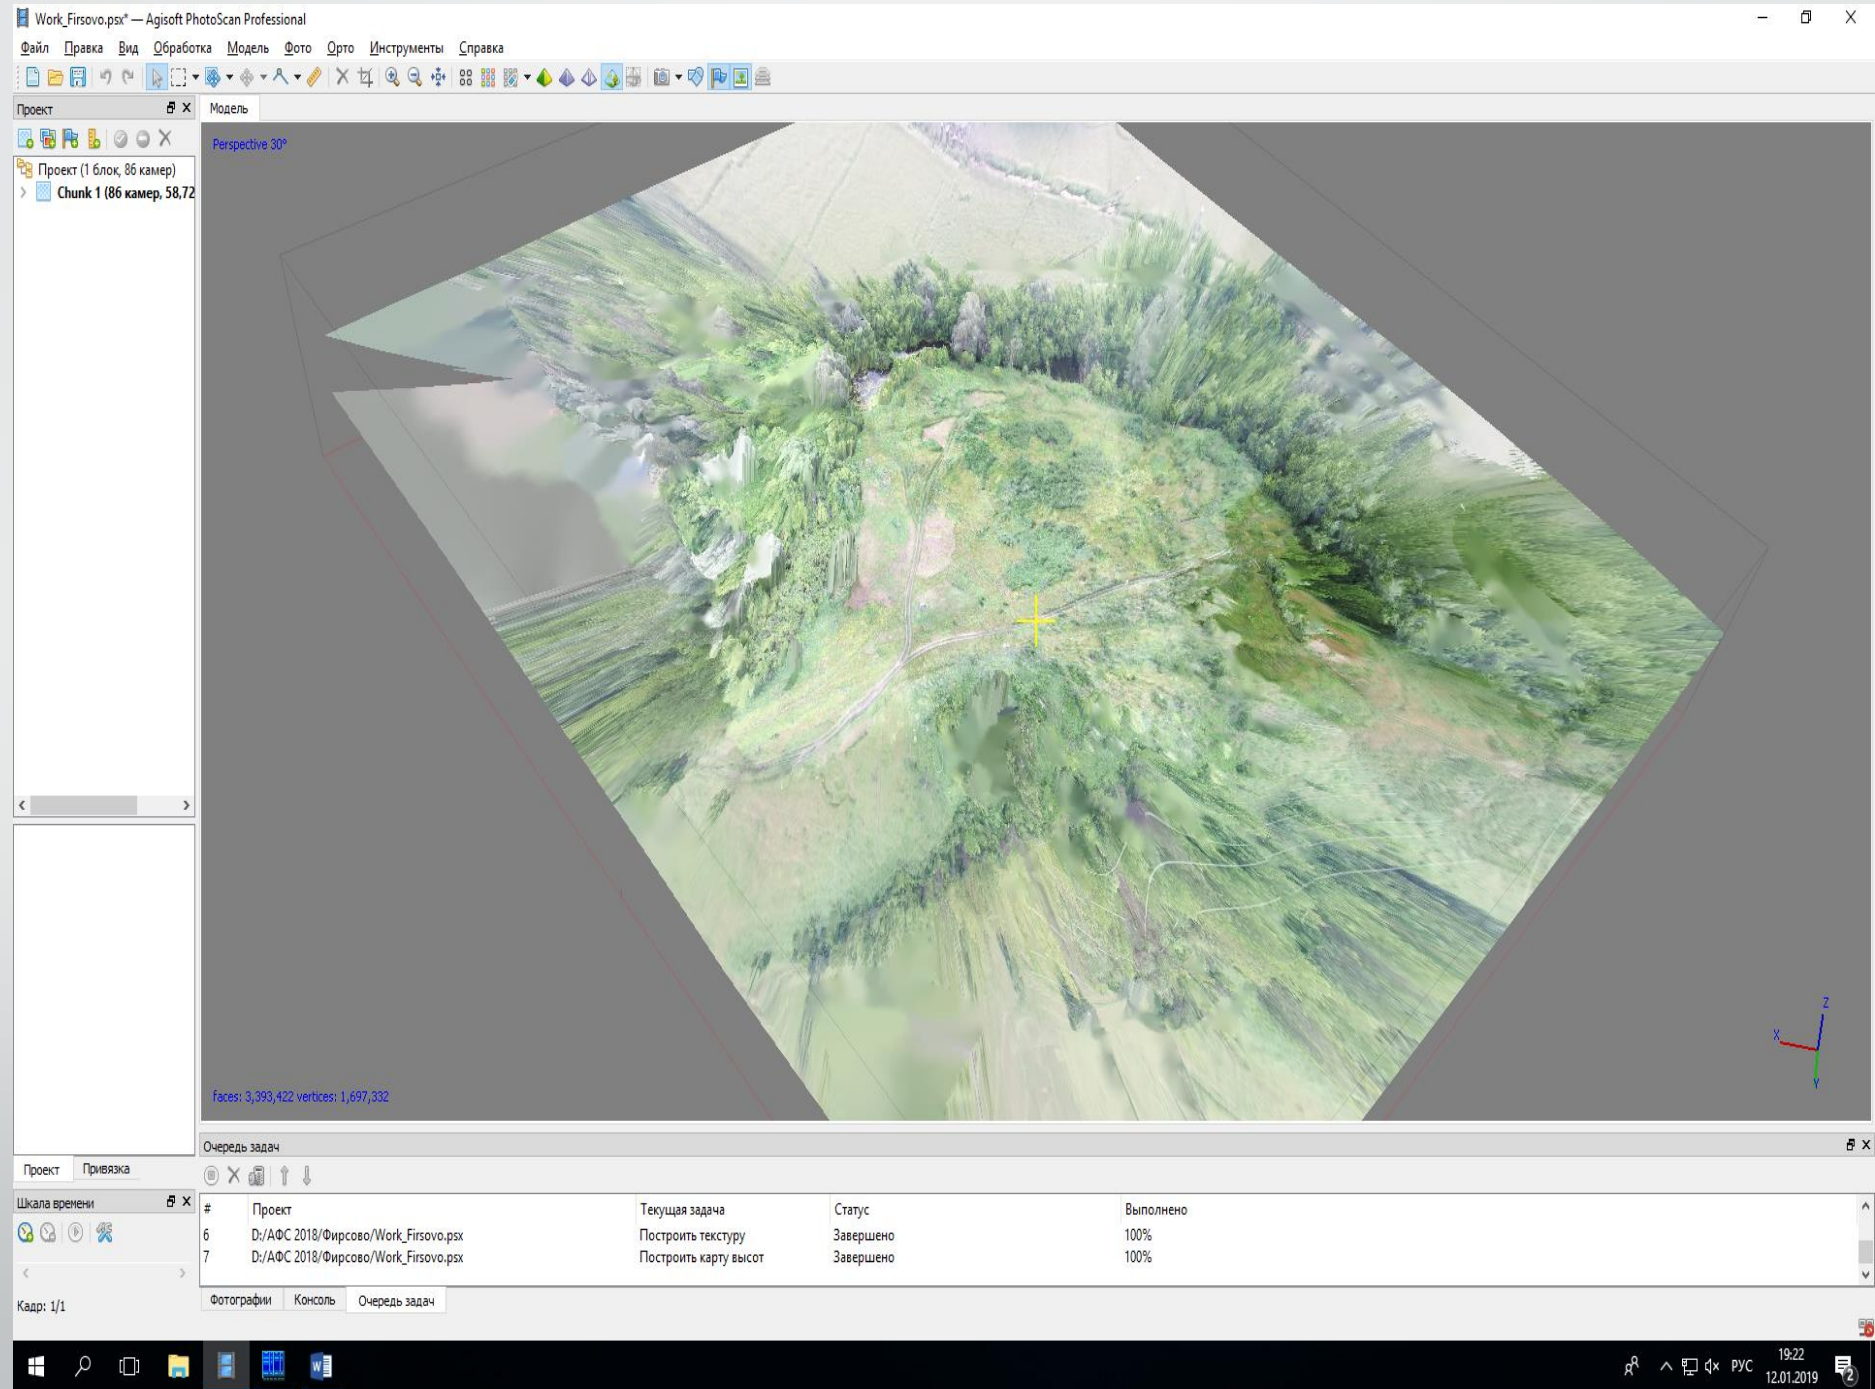 Work_Firsovo.psx* — Agisoft PhotoScan Professional
Файл Правка Вид Обработка Модель Фото Орто Инструменты Справка
Проект
Модель
Perspective 30°
Проект (1 блок, 86 камер)
Chunk 1 (86 камер, 58,72
Z
X
Y
faces: 3,393,422 vertices: 1,697,332
Проект Привязка
Шкала времени
Кадр: 1/1
Очередь задач
# Проект Текущая задача Статус Выполнено
6 D:/АФС 2018/Фирсово/Work_Firsovo.psx Построить текстуру Завершено 100%
7 D:/АФС 2018/Фирсово/Work_Firsovo.psx Построить карту высот Завершено 100%
Фотографии Консоль Очередь задач
РУС
19:22
12.01.2019
2